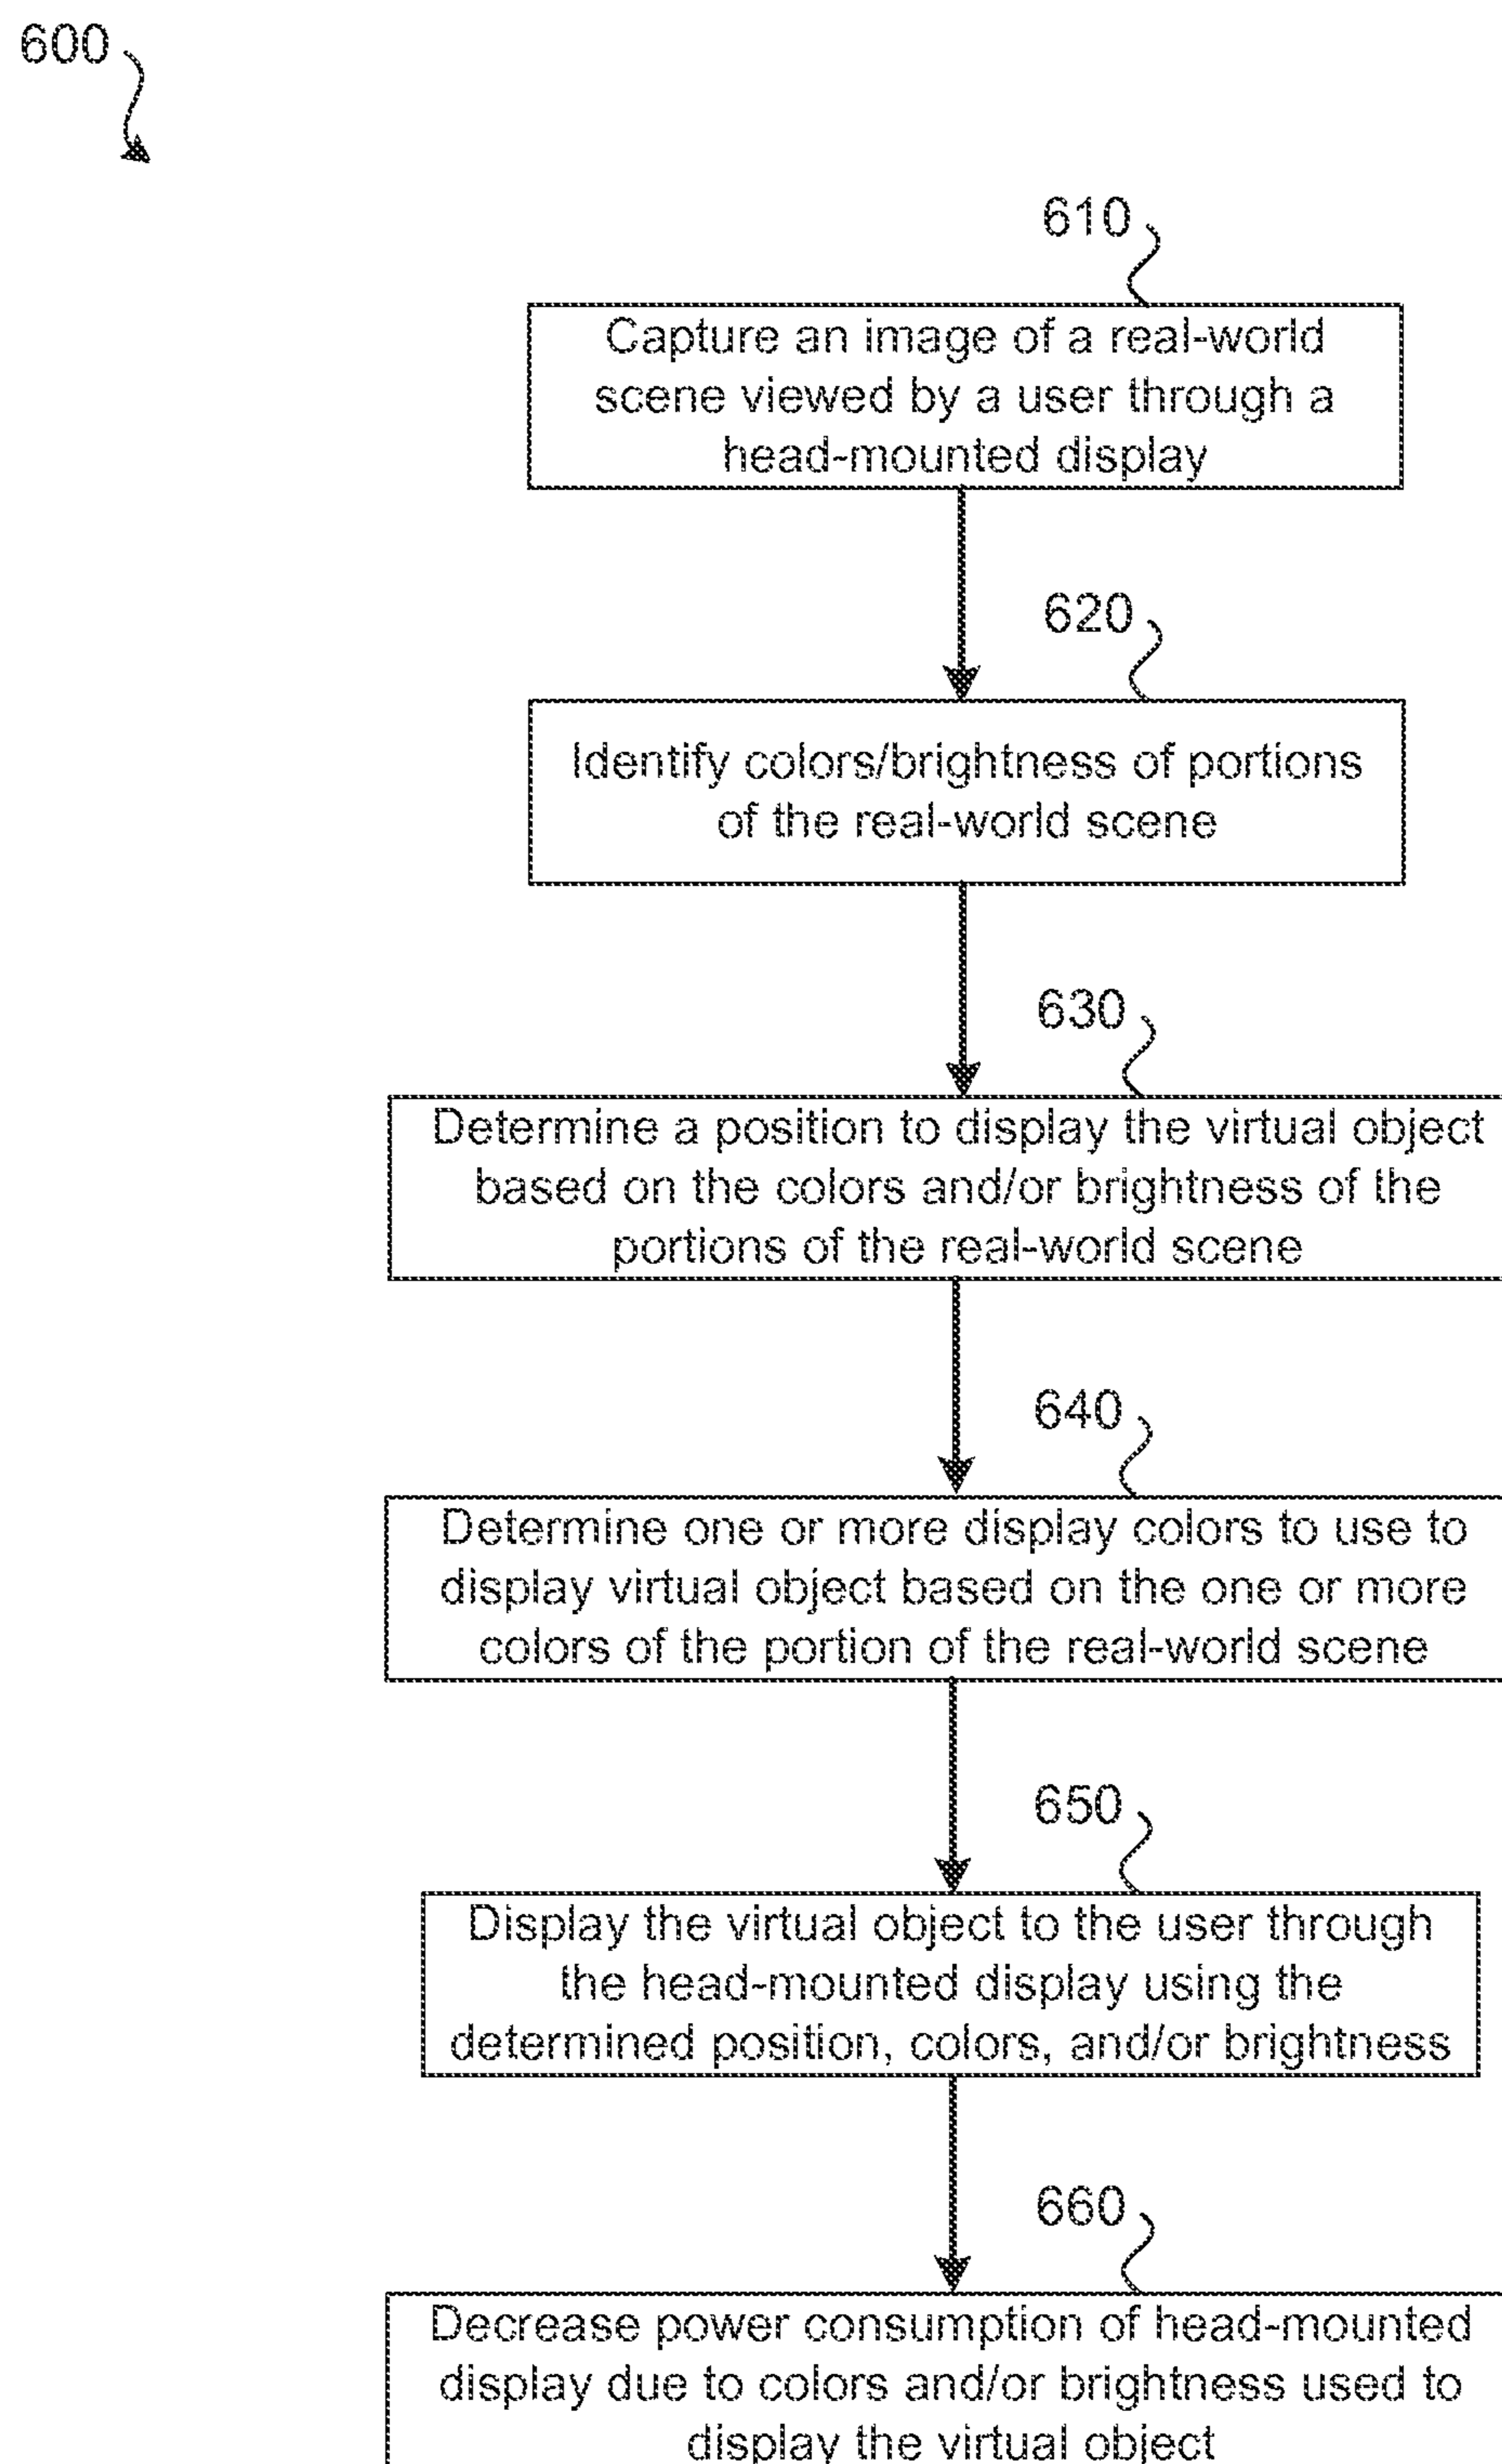 600
610
Capture an image of a real-world
scene viewed by a user through a
head-mounted display
620
Identify colors/brightness of portions
of the real-world scene
630
Determine a position to display the virtual object
based on the colors and/or brightness of the
portions of the real-world scene
640
Determine one or more display colors to use to
display virtual object based on the one or more
colors of the portion of the real-world scene
650
Display the virtual object to the user through
the head-mounted display using the
determined position, colors, and/or brightness
660
Decrease power consumption of head-mounted
display due to colors and/or brightness used to
display the virtual object